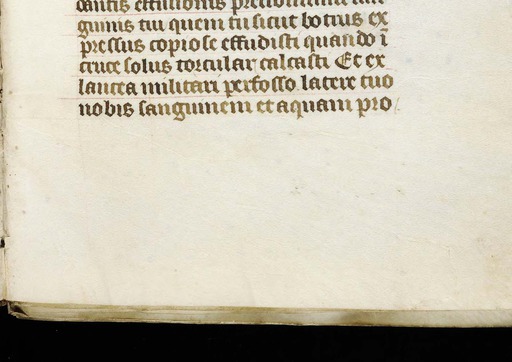 dantis effusionis preciosissimi san
guinis tui quem tu sicut botrus ex
pressus copiose effudisti quando ī
cruce solus torcular calcasti Et ex
lancea militari perfosso latere tuo
nobis sanguinem et aquam pro